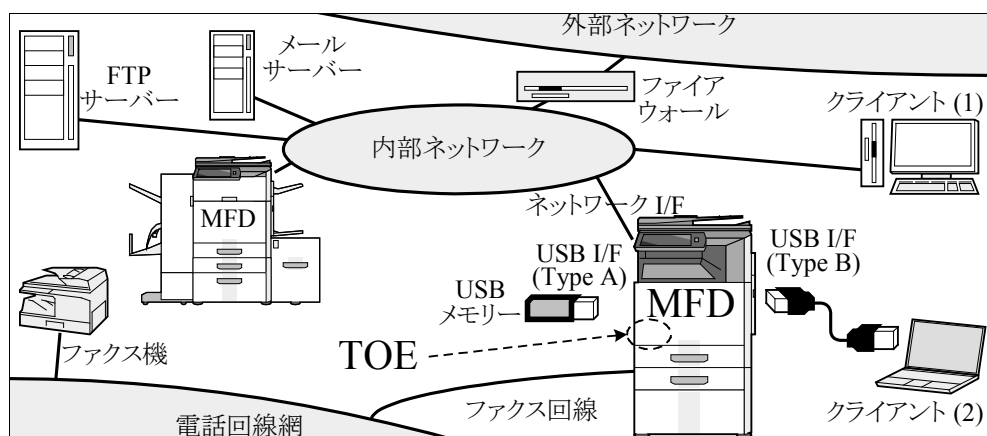 外部ネットワーク
FTP
サーバー
メール
サーバー
ファイア
ウォール
クライアント (1)
内部ネットワーク
ネットワーク I/F
MFD
USB I/F
(Type A)
USB I/F
(Type B)
USB
メモリー
MFD
TOE
ファクス機
ファクス回線
クライアント (2)
電話回線網